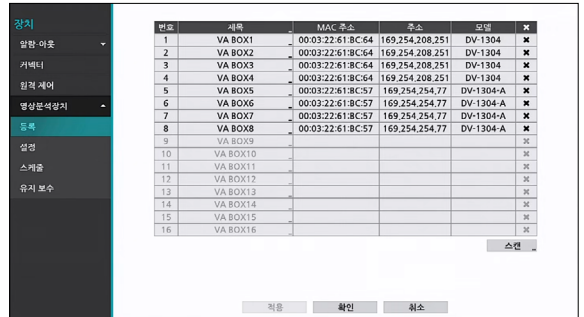 장치
알람-아웃
커넥터
원격 제어
영상분석장치
등록
설정
스케줄
유지 보수
번호 제목 MAC 주소 주소 모델
1 VA BOX1 00:03:22:61:BC:64 169,254,208,251 DV-1304
2 VA BOX2 00:03:22:61:BC:64 169,254,208,251 DV-1304
3 VA BOX3 00:03:22:61:BC:64 169,254,208,251 DV-1304
4 VA BOX4 00:03:22:61:BC:64 169,254,208,251 DV-1304
5 VA BOX5 00:03:22:61:BC:57 169,254,254,77 DV-1304-A
6 VA BOX6 00:03:22:61:BC:57 169,254,254,77 DV-1304-A
7 VA BOX7 00:03:22:61:BC:57 169,254,254,77 DV-1304-A
8 VA BOX8 00:03:22:61:BC:57 169,254,254,77 DV-1304-A
9 VA BOX9
10 VA BOX10
11 VA BOX11
12 VA BOX12
13 VA BOX13
14 VA BOX14
15 VA BOX15
16 VA BOX16
스캔
적용 확인 취소